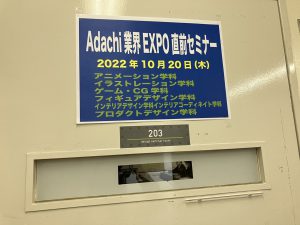 Adachi 業界 EXPO 直前セミナー
2022 年 10 月 20 日 (木)
アニメーション学科
イラストレーション学科
ゲーム・CG学科
フィギュアデザイン学科
インテリアデザイン学科インテリアコーディネイト学科
プロダクトデザイン学科
203